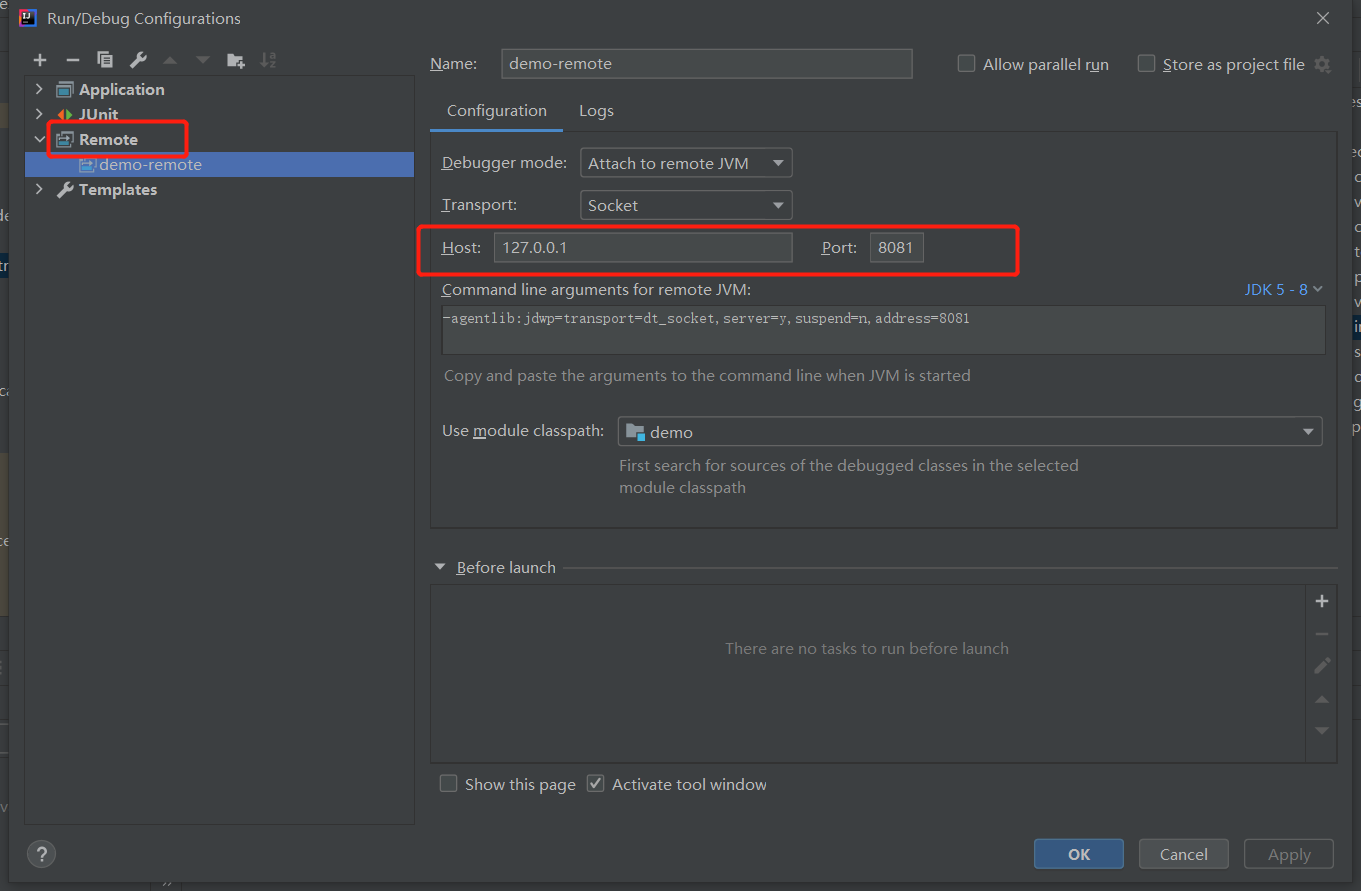 Run/Debug Configurations
Name: demo-remote Allow parallel run Store as project file
Application
JUnit
Remote
demo-remote
Templates
Configuration Logs
Debugger mode: Attach to remote JVM
Transport: Socket
Host: 127.0.0.1 Port: 8081
Command line arguments for remote JVM: JDK 5 - 8
-agentlib:jdwp=transport=dt_socket,server=y,suspend=n,address=8081
Copy and paste the arguments to the command line when JVM is started
Use module classpath: demo
First search for sources of the debugged classes in the selected
module classpath
Before launch
There are no tasks to run before launch
Show this page Activate tool window
? OK Cancel Apply